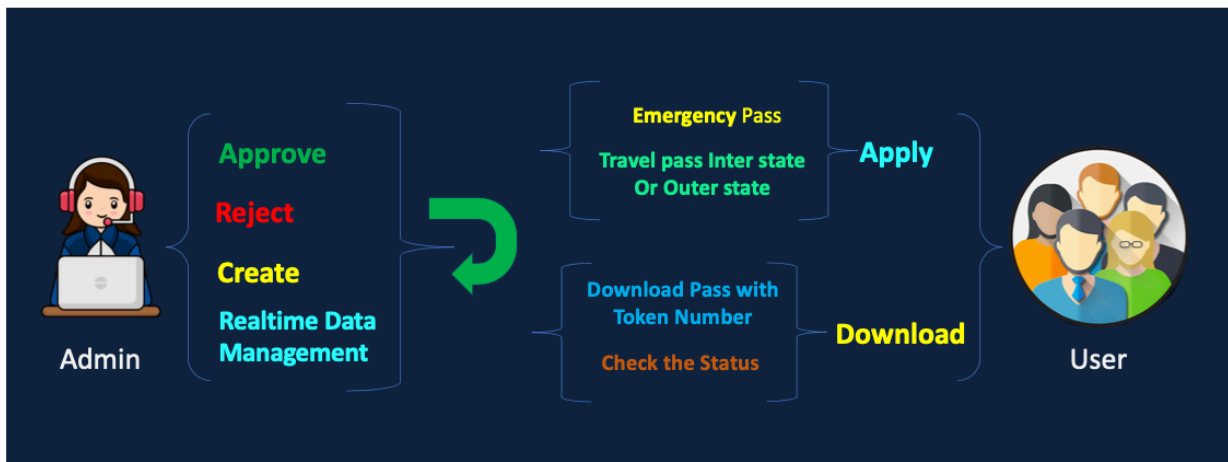 Approve
Reject
Create
Realtime Data
Management
Admin
Emergency Pass
Travel pass Inter state
Or Outer state
Apply
Download Pass with
Token Number
Check the Status
Download
User